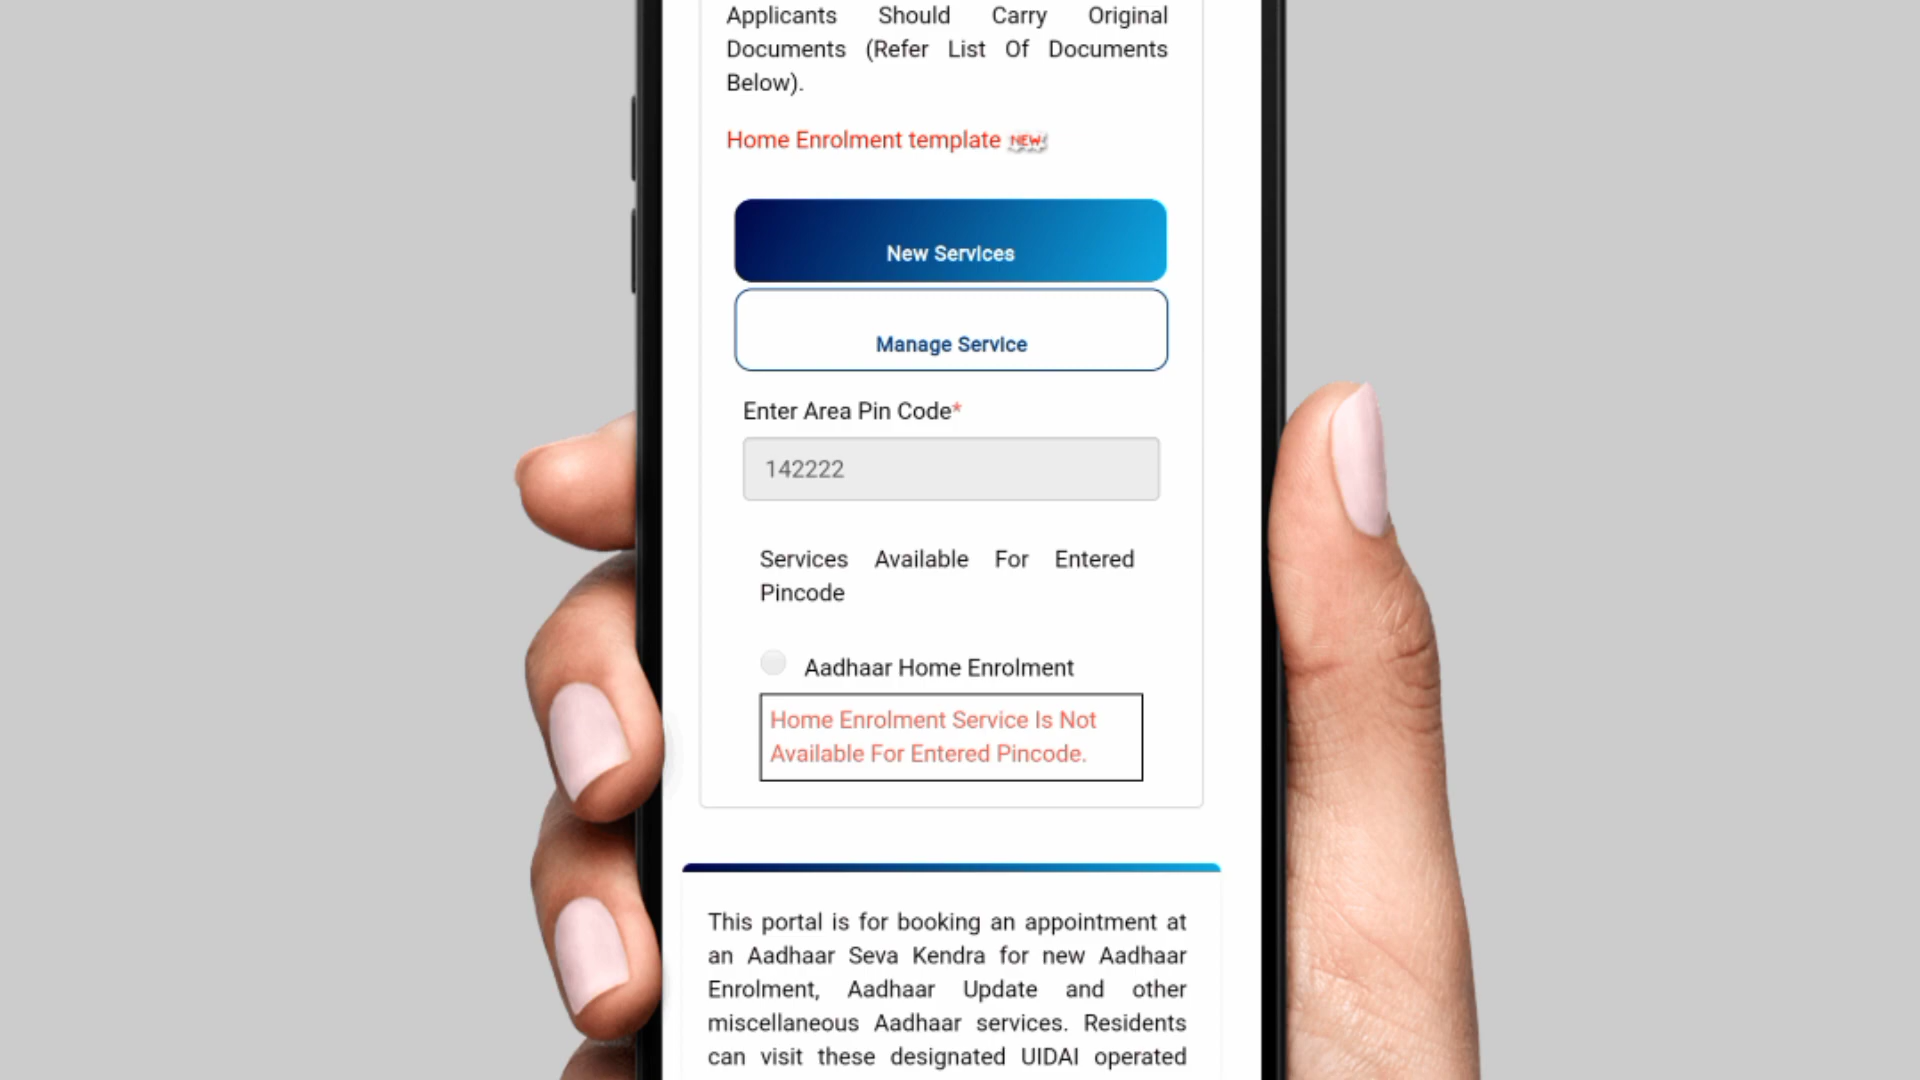 Applicants Should Carry Original
Documents (Refer List Of Documents
Below).
Home Enrolment template NEW
New Services
Manage Service
Enter Area Pin Code*
142222
Services Available For Entered
Pincode
Aadhaar Home Enrolment
Home Enrolment Service Is Not
Available For Entered Pincode.
This portal is for booking an appointment at
an Aadhaar Seva Kendra for new Aadhaar
Enrolment, Aadhaar Update and other
miscellaneous Aadhaar services. Residents
can visit these designated UIDAI operated